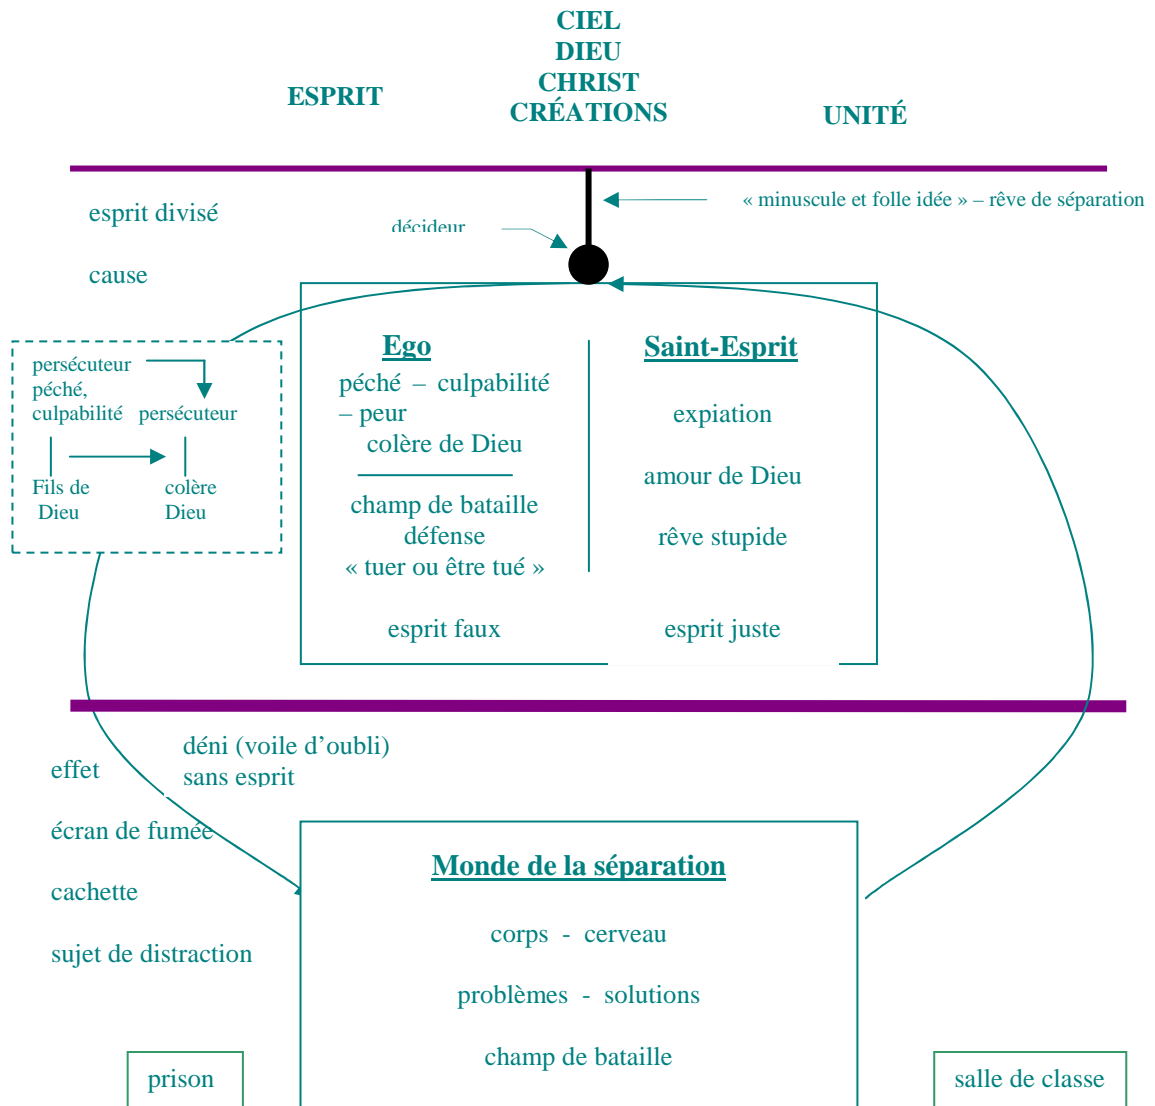 CIEL
DIEU
CHRIST
CRÉATIONS
ESPRIT
UNITÉ
esprit divisé
cause
décideur
« minuscule et folle idée » – rêve de séparation
persécuteur
péché,
culpabilité persécuteur
Fils de colère
Dieu Dieu
Ego
péché – culpabilité
– peur
colère de Dieu
champ de bataille
défense
« tuer ou être tué »
esprit faux
Saint-Esprit
expiation
amour de Dieu
rêve stupide
esprit juste
déni (voile d'oubli)
sans esprit
effet
écran de fumée
cachette
sujet de distraction
Monde de la séparation
corps - cerveau
problèmes - solutions
champ de bataille
prison
salle de classe